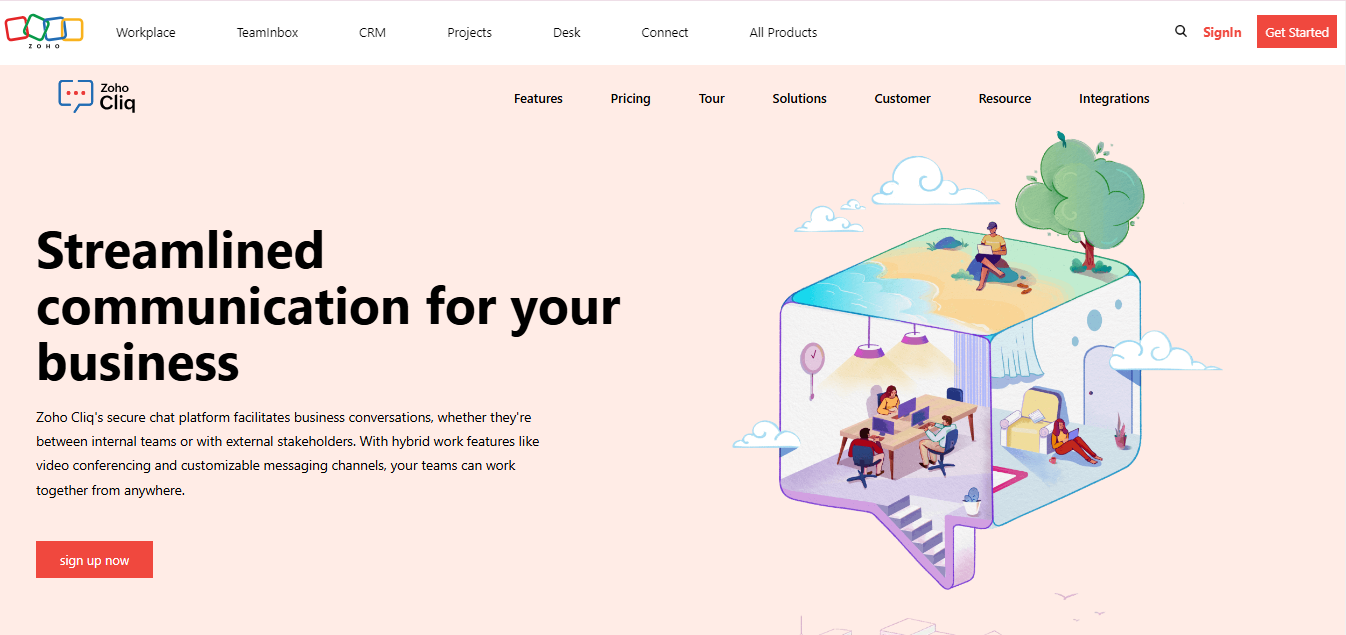 ZOHO
Workplace
TeamInbox
CRM
Projects
Desk
Connect
All Products
SignIn
Get Started
Zoho
Cliq
Features
Pricing
Tour
Solutions
Customer
Resource
Integrations
Streamlined
communication for your
business
Zoho Cliq's secure chat platform facilitates business conversations, whether they're
between internal teams or with external stakeholders. With hybrid work features like
video conferencing and customizable messaging channels, your teams can work
together from anywhere.
sign up now